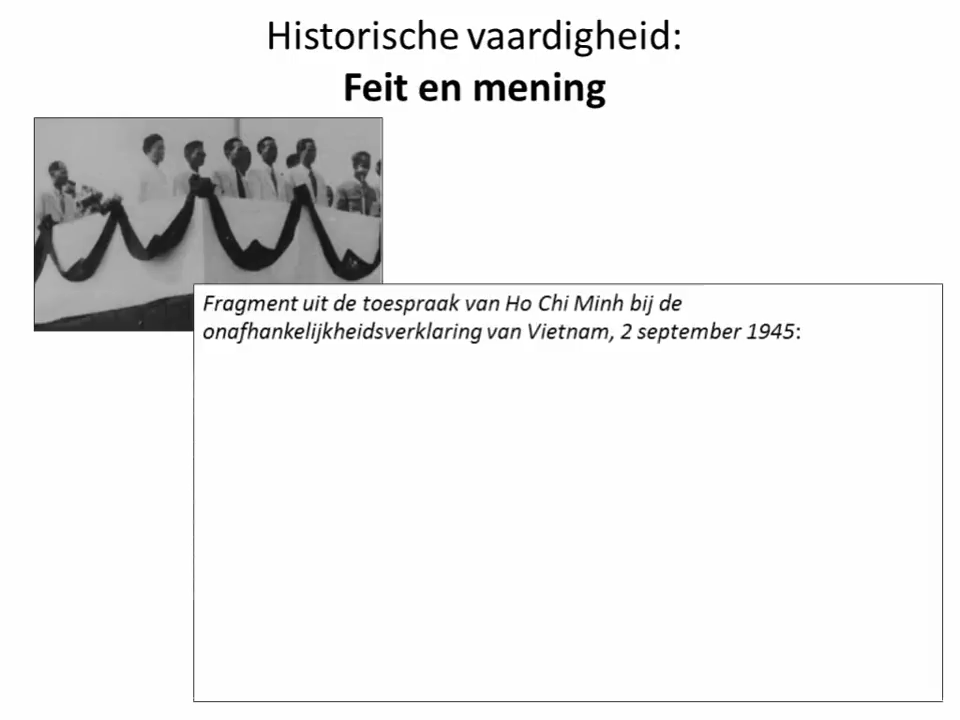 Historische vaardigheid:
Feit en mening
Fragment uit de toespraak van Ho Chi Minh bij de
onafhankelijkheidsverklaring van Vietnam, 2 september 1945: